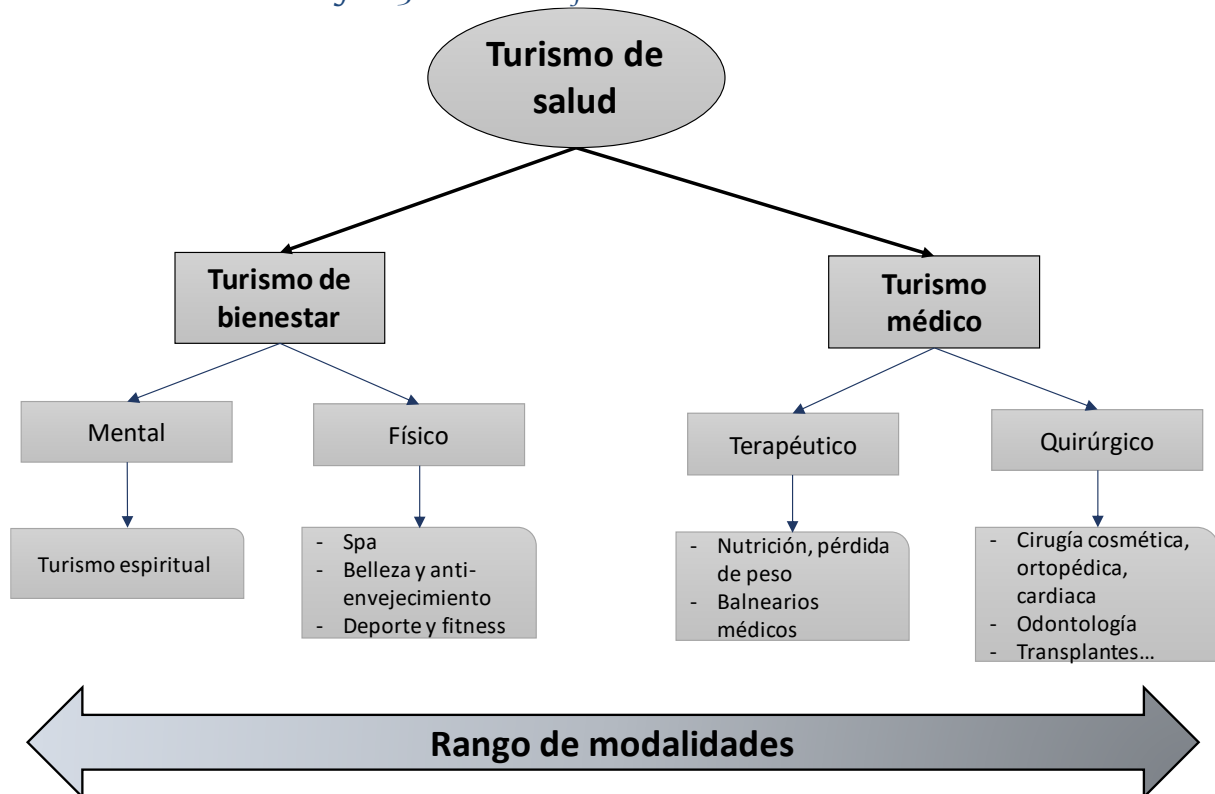 Turismo de
salud
Turismo de
bienestar
Turismo
médico
Mental
Físico
Terapéutico
Quirúrgico
Turismo espiritual
- Spa
- Belleza y anti-
envejecimiento
- Deporte y fitness
- Nutrición, pérdida
de peso
- Balnearios
médicos
- Cirugía cosmética,
ortopédica,
cardiaca
- Odontología
- Transplantes…
Rango de modalidades